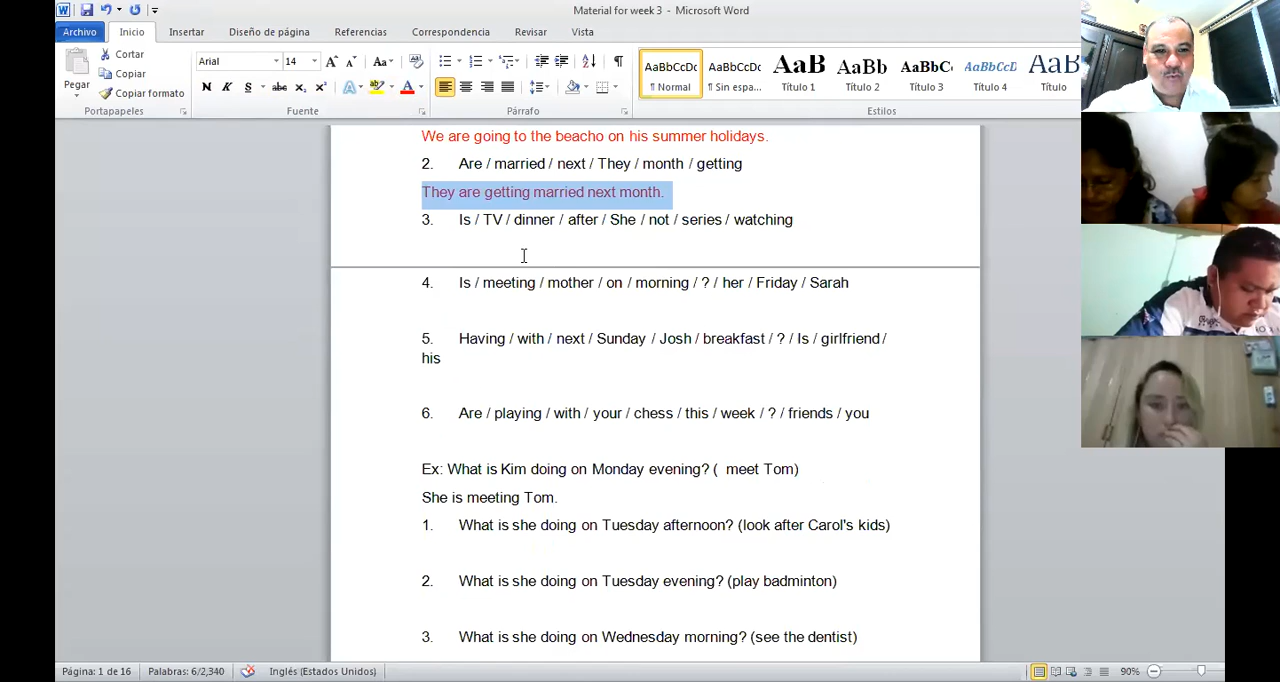 Material for week 3 - Microsoft Word
Archivo Inicio Insertar Diseño de página Referencias Correspondencia Revisar Vista
Cortar
Copiar
Copiar formato
Pegar
Portapapeles
Arial 14
N K S abc x₂ x²
Fuente
Párrafo
AaBbCcDc AaBbCcDc AaB AaBb AaBbC AaBbCcD AaB
¶ Normal ¶ Sin espa... Título 1 Título 2 Título 3 Título 4 Título
Estilos
We are going to the beacho on his summer holidays.
2. Are / married / next / They / month / getting
They are getting married next month.
3. Is / TV / dinner / after / She / not / series / watching
4. Is / meeting / mother / on / morning / ? / her / Friday / Sarah
5. Having / with / next / Sunday / Josh / breakfast / ? / Is / girlfriend /
his
6. Are / playing / with / your / chess / this / week / ? / friends / you
Ex: What is Kim doing on Monday evening? ( meet Tom)
She is meeting Tom.
1. What is she doing on Tuesday afternoon? (look after Carol's kids)
2. What is she doing on Tuesday evening? (play badminton)
3. What is she doing on Wednesday morning? (see the dentist)
Página: 1 de 16 Palabras: 6/2,340 Inglés (Estados Unidos) 90%